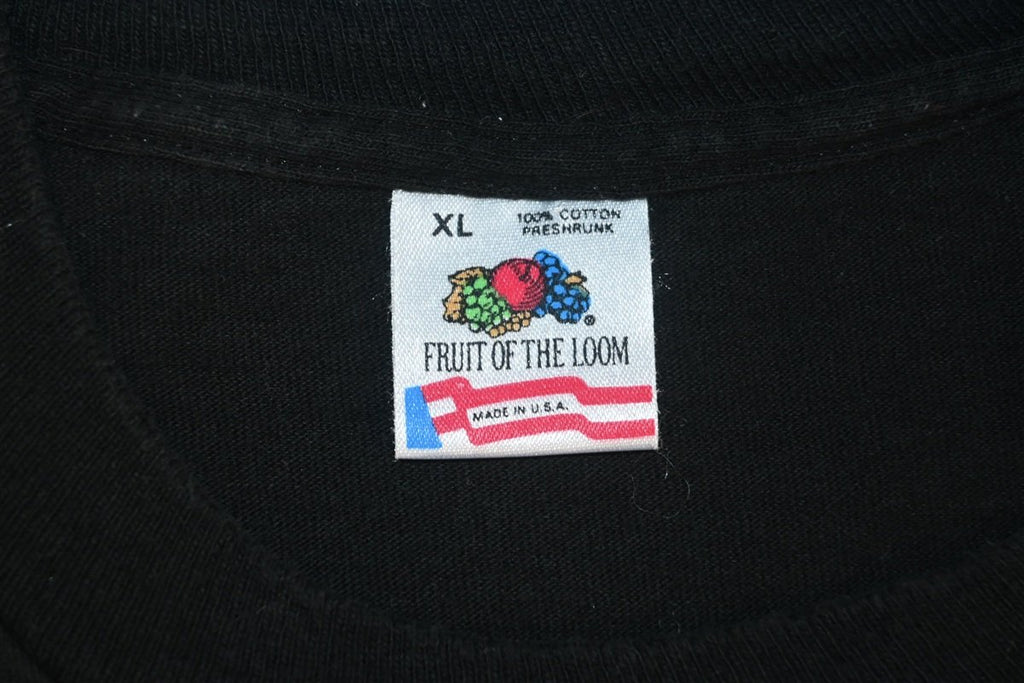 XL
100% COTTON
PRESHRUNK
®
FRUIT OF THE LOOM
MADE IN U.S.A.